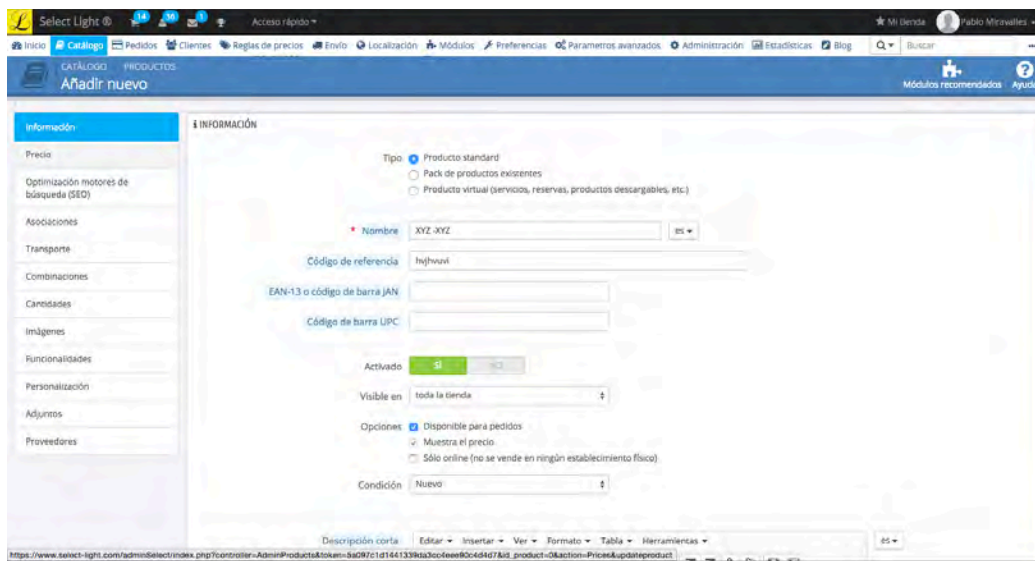 Select Light ® 14 36 1 Acceso rápido Mi tienda Pablo Miravalles
Inicio Catálogo Pedidos Clientes Reglas de precios Envío Localización Módulos Preferencias Parametros avanzados Administración Estadísticas Blog Buscar
CATÁLOGO PRODUCTOS
Añadir nuevo
Módulos recomendados Ayuda
Información
Precio
Optimización motores de
búsqueda (SEO)
Asociaciones
Transporte
Combinaciones
Cantidades
Imágenes
Funcionalidades
Personalización
Adjuntos
Proveedores
INFORMACIÓN
Tipo Producto standard
Pack de productos existentes
Producto virtual (servicios, reservas, productos descargables, etc.)
* Nombre XYZ -XYZ es
Código de referencia hvjhvuvi
EAN-13 o código de barra JAN
Código de barra UPC
Activado SÍ NO
Visible en toda la tienda
Opciones Disponible para pedidos
Muestra el precio
Sólo online (no se vende en ningún establecimiento físico)
Condición Nuevo
Descripción corta Editar Insertar Ver Formato Tabla Herramientas es